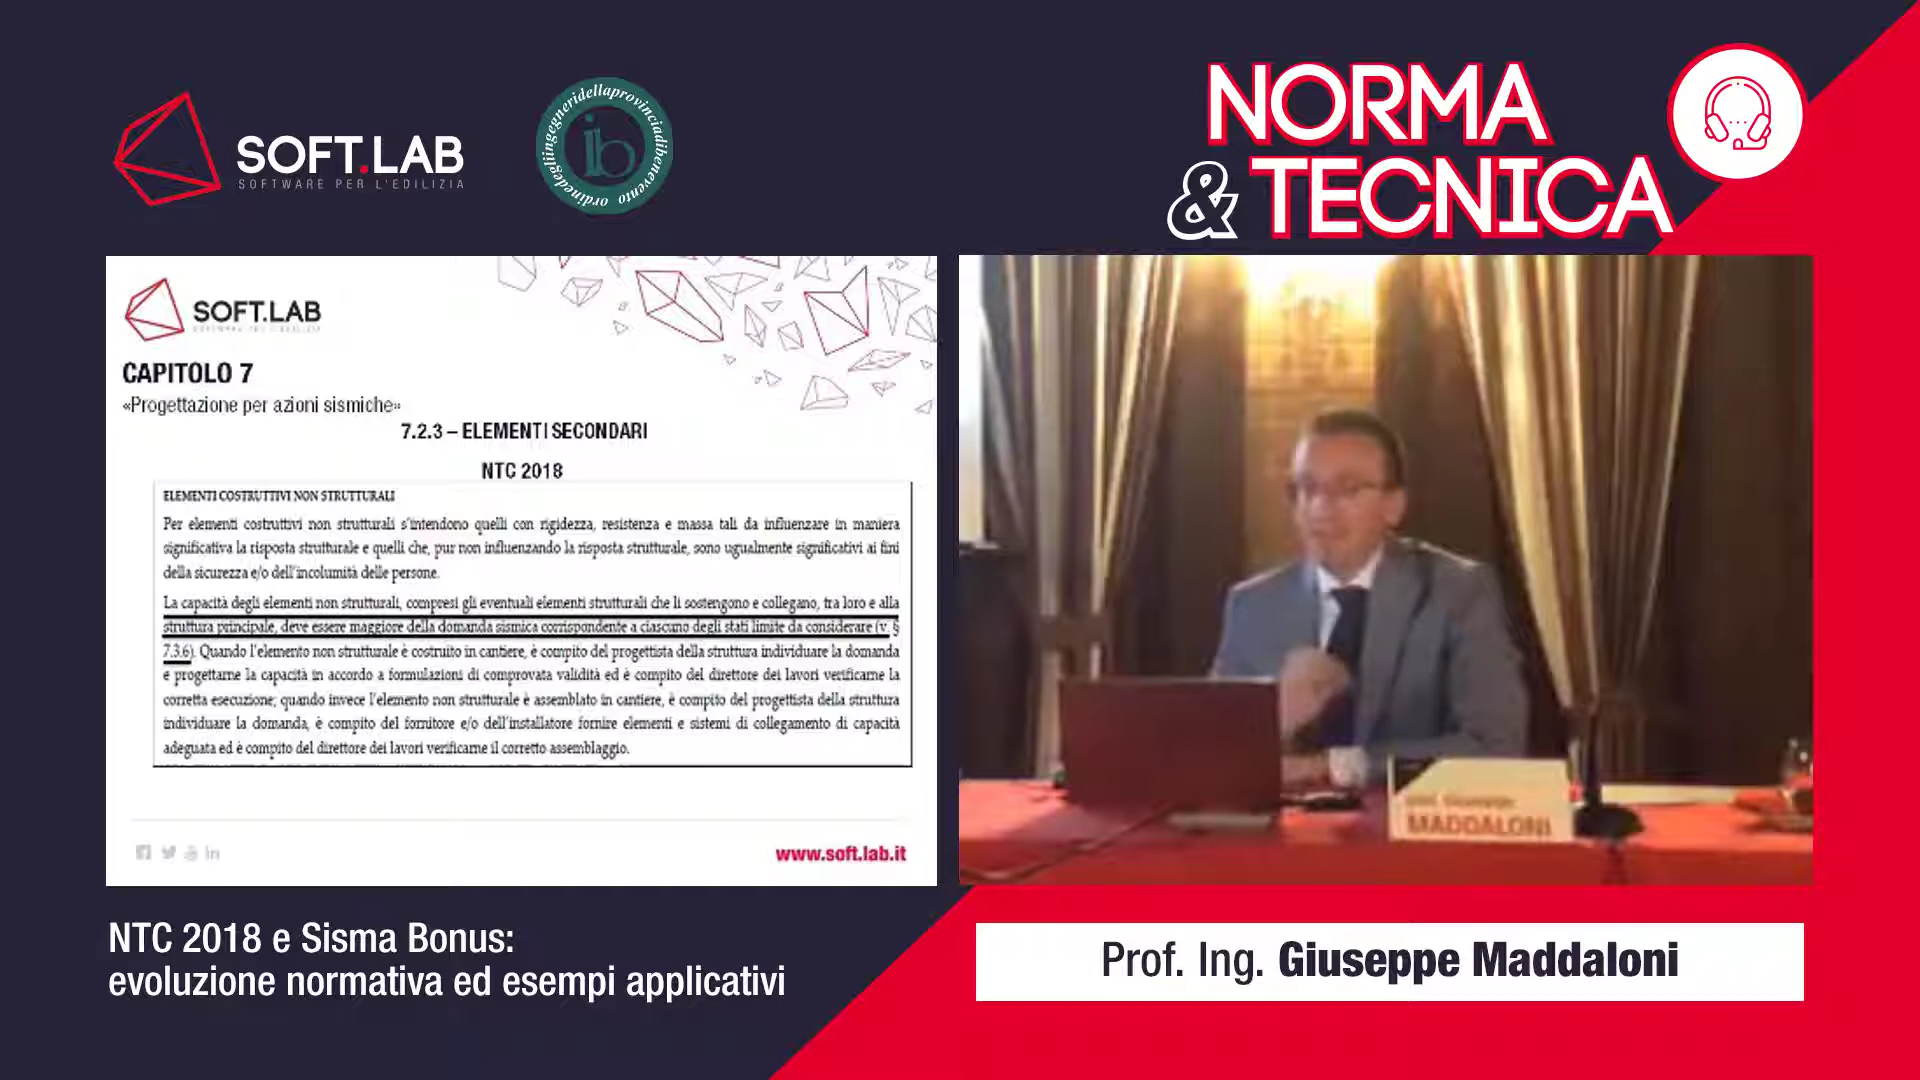 SOFT.LAB
SOFTWARE PER L'EDILIZIA
ordine degli ingegneri della provincia di benevento
ib
NORMA
& TECNICA
SOFT.LAB
CAPITOLO 7
«Progettazione per azioni sismiche»
7.2.3 – ELEMENTI SECONDARI
NTC 2018
ELEMENTI COSTRUTTIVI NON STRUTTURALI
Per elementi costruttivi non strutturali s'intendono quelli con rigidezza, resistenza e massa tali da influenzare in maniera
significativa la risposta strutturale e quelli che, pur non influenzando la risposta strutturale, sono ugualmente significativi ai fini
della sicurezza e/o dell'incolumità delle persone.
La capacità degli elementi non strutturali, compresi gli eventuali elementi strutturali che li sostengono e collegano, tra loro e alla
struttura principale, deve essere maggiore della domanda sismica corrispondente a ciascuno degli stati limite da considerare (v. §
7.3.6). Quando l'elemento non strutturale è costruito in cantiere, è compito del progettista della struttura individuare la domanda
e progettarne la capacità in accordo a formulazioni di comprovata validità ed è compito del direttore dei lavori verificarne la
corretta esecuzione; quando invece l'elemento non strutturale è assemblato in cantiere, è compito del progettista della struttura
individuare la domanda, è compito del fornitore e/o dell'installatore fornire elementi e sistemi di collegamento di capacità
adeguata ed è compito del direttore dei lavori verificarne il corretto assemblaggio.
www.soft.lab.it
MADDALONI
NTC 2018 e Sisma Bonus:
evoluzione normativa ed esempi applicativi
Prof. Ing. Giuseppe Maddaloni